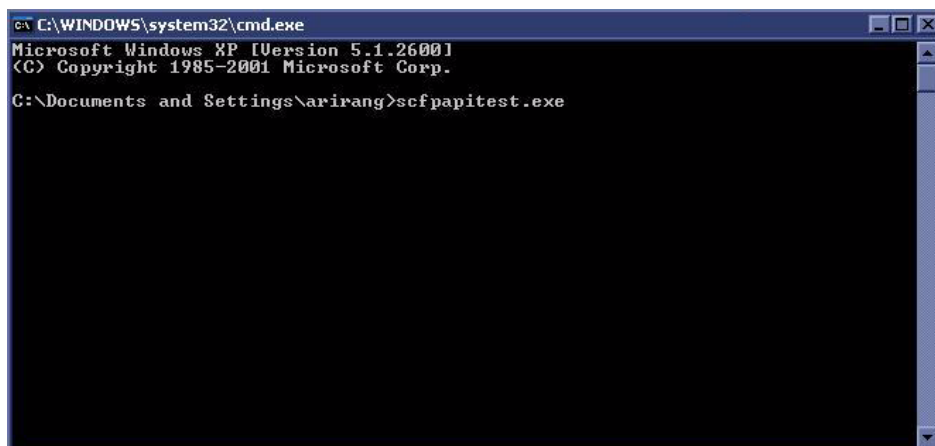 C:\WINDOWS\system32\cmd.exe
Microsoft Windows XP [Version 5.1.2600]
(C) Copyright 1985-2001 Microsoft Corp.
C:\Documents and Settings\arirang>scfpapitest.exe